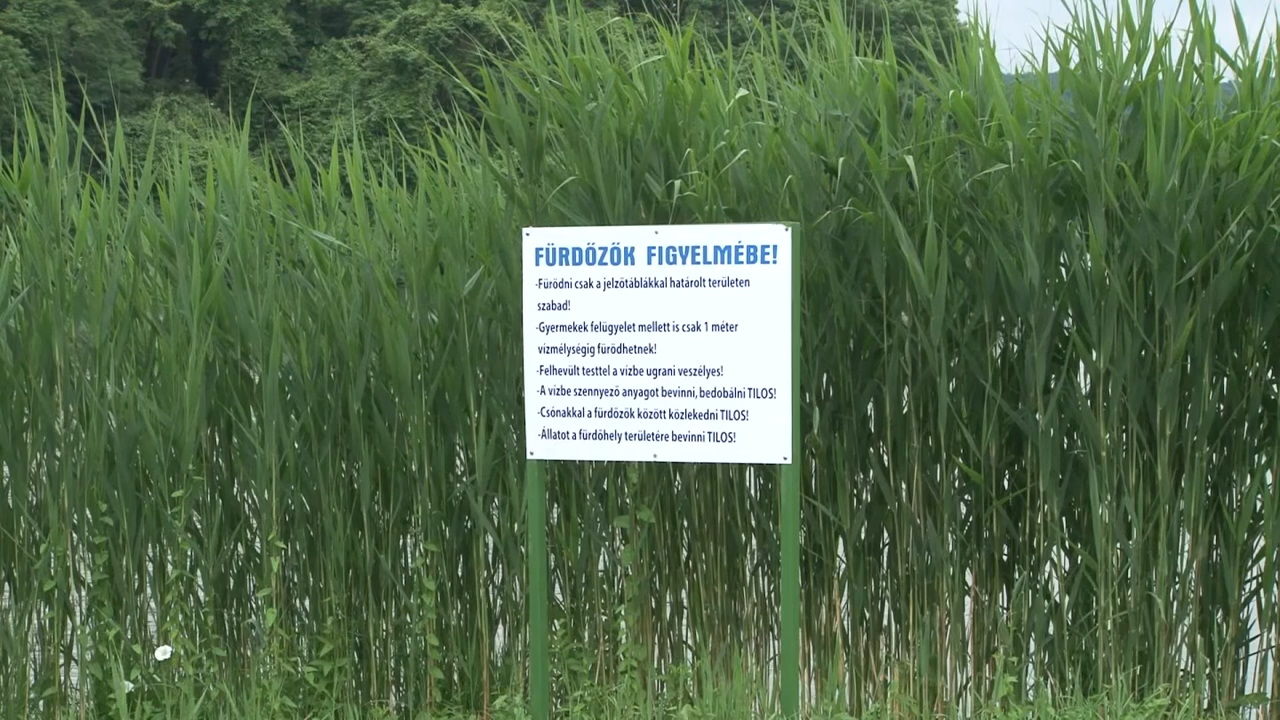 FÜRDŐZŐK FIGYELMÉBE!
-Fürödni csak a jelzőtáblákkal határolt területen
szabad!
-Gyermekek felügyelet mellett is csak 1 méter
vízmélységig fürödhetnek!
-Felhevült testtel a vízbe ugrani veszélyes!
-A vízbe szennyező anyagot bevinni, bedobálni TILOS!
-Csónakkal a fürdőzők között közlekedni TILOS!
-Állatot a fürdőhely területére bevinni TILOS!